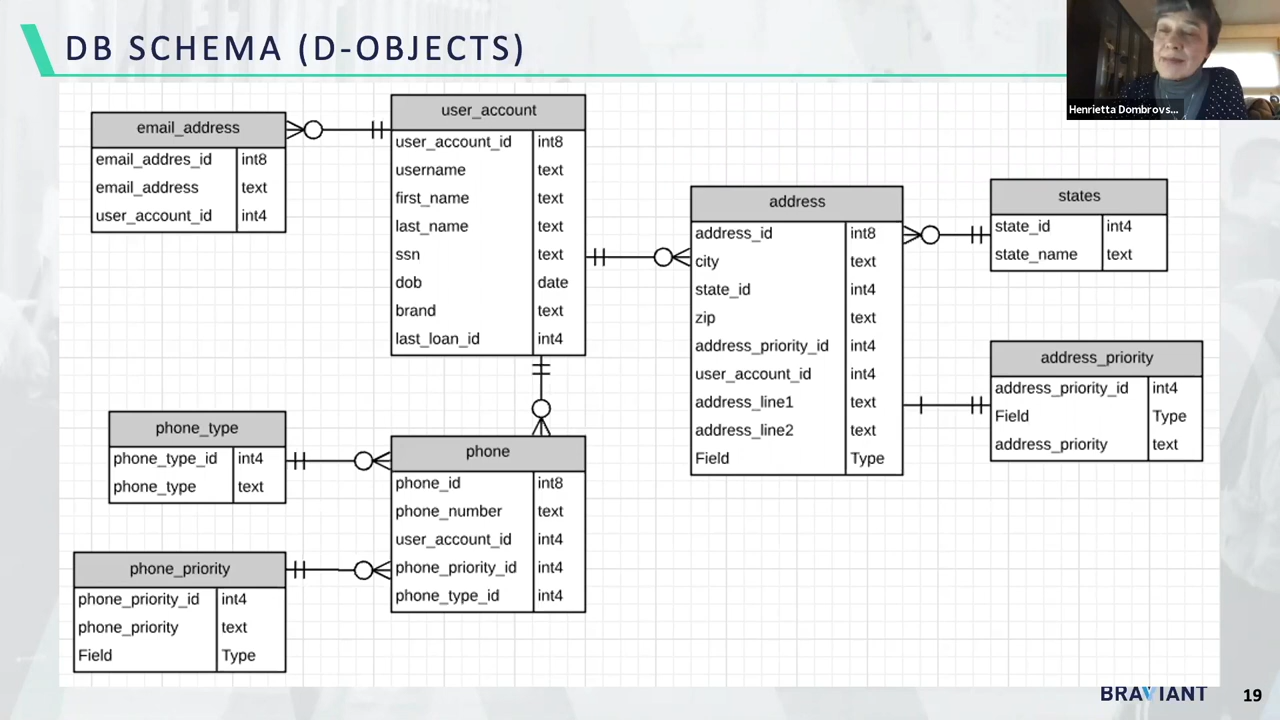 DB SCHEMA (D-OBJECTS)
Henrietta Dombrovs...
email_address
email_addres_id int8
email_address text
user_account_id int4
user_account
user_account_id int8
username text
first_name text
last_name text
ssn text
dob date
brand text
last_loan_id int4
address
address_id int8
city text
state_id int4
zip text
address_priority_id int4
user_account_id int4
address_line1 text
address_line2 text
Field Type
states
state_id int4
state_name text
address_priority
address_priority_id int4
Field Type
address_priority text
phone_type
phone_type_id int4
phone_type text
phone
phone_id int8
phone_number text
user_account_id int4
phone_priority_id int4
phone_type_id int4
phone_priority
phone_priority_id int4
phone_priority text
Field Type
BRAVIANT
19